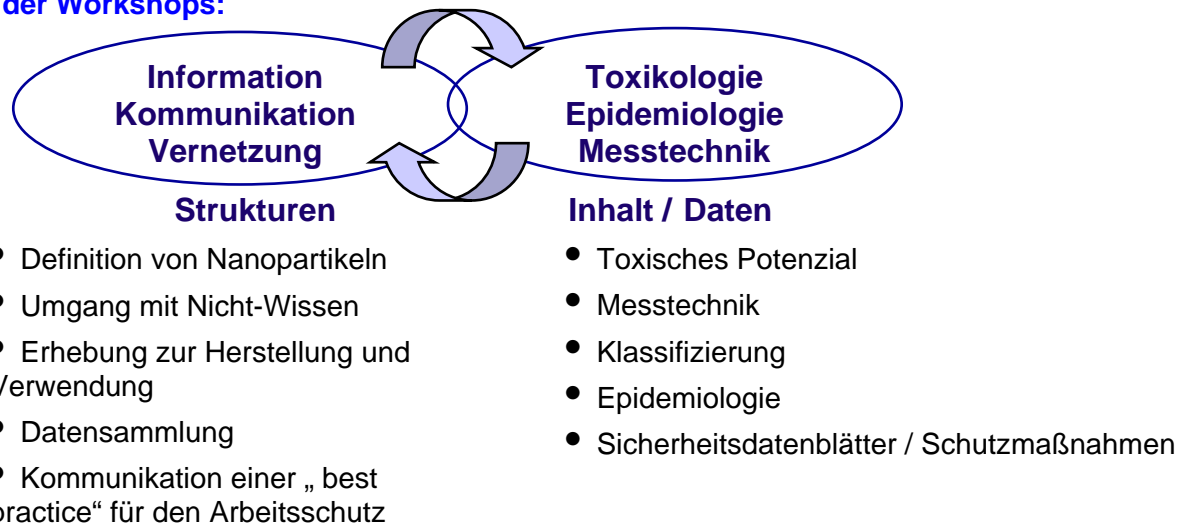 der Workshops:
Information
Kommunikation
Vernetzung
Toxikologie
Epidemiologie
Messtechnik
Strukturen
• Definition von Nanopartikeln
• Umgang mit Nicht-Wissen
• Erhebung zur Herstellung und
Verwendung
• Datensammlung
• Kommunikation einer „ best
practice“ für den Arbeitsschutz
Inhalt / Daten
• Toxisches Potenzial
• Messtechnik
• Klassifizierung
• Epidemiologie
• Sicherheitsdatenblätter / Schutzmaßnahmen